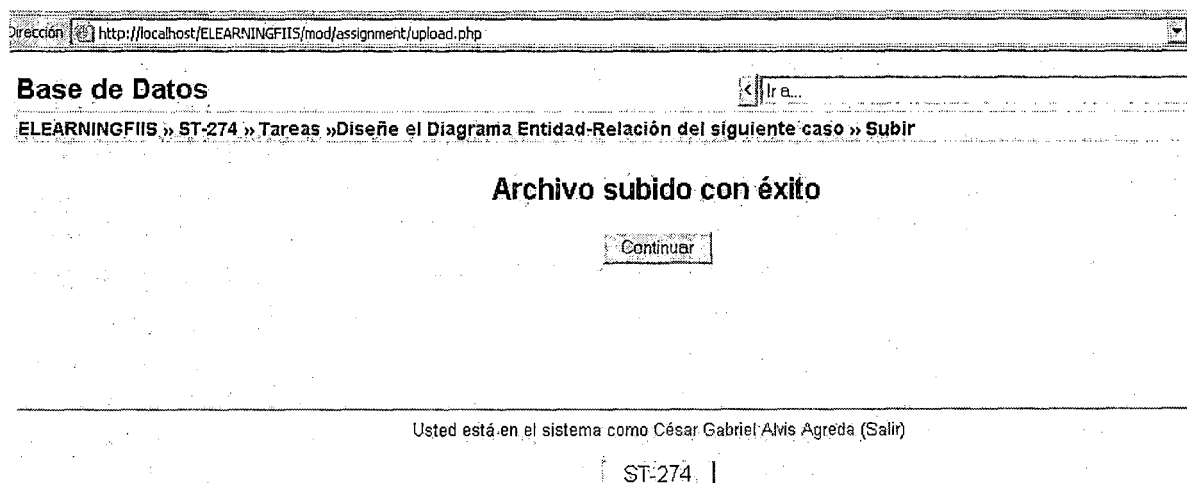 Dirección http://localhost/ELEARNINGFIIS/mod/assignment/upload.php
Base de Datos
Ir a...
ELEARNINGFIIS » ST-274 » Tareas »Diseñe el Diagrama Entidad-Relación del siguiente caso » Subir
Archivo subido con éxito
Continuar
Usted está en el sistema como César Gabriel Alvis Agreda (Salir)
ST-274